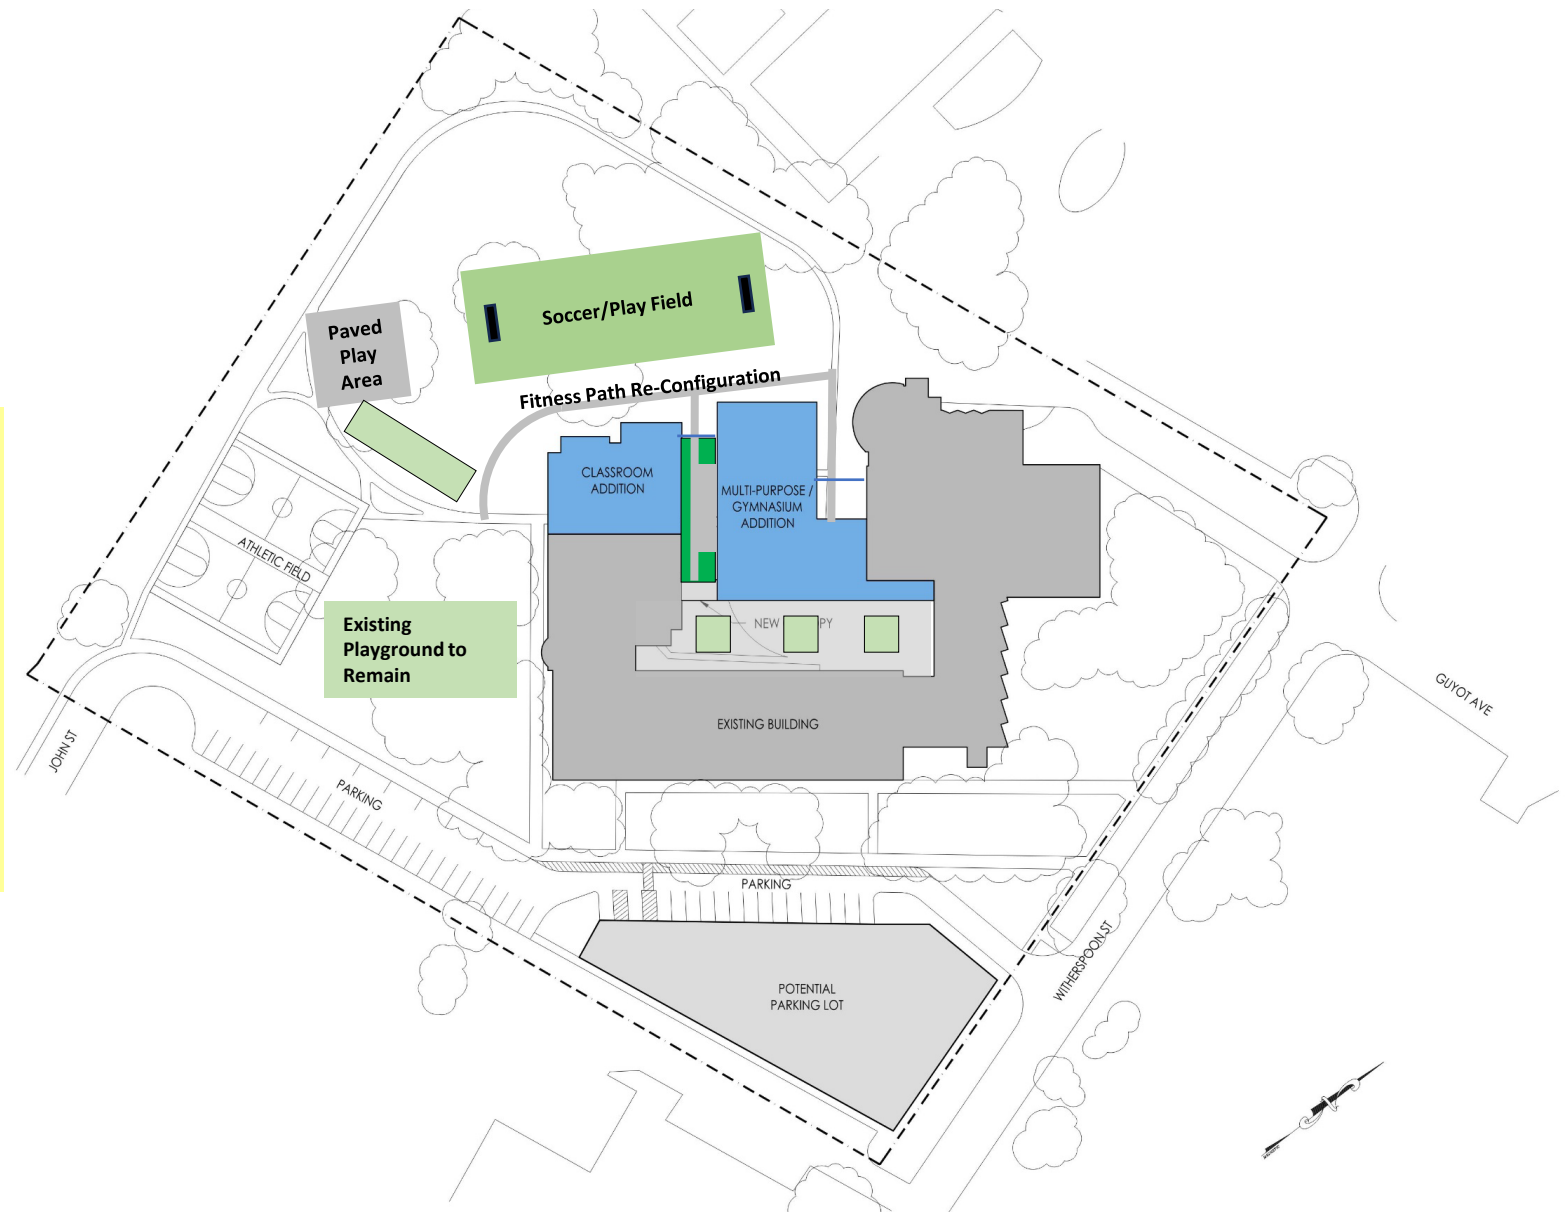 Soccer/Play Field
Paved
Play
Area
Fitness Path Re-Configuration
CLASSROOM
ADDITION
MULTI-PURPOSE /
GYMNASIUM
ADDITION
ATHLETIC FIELD
Existing
Playground to
Remain
NEW
PY
EXISTING BUILDING
GUYOT AVE
JOHN ST
PARKING
PARKING
WITHERSPOON ST
POTENTIAL
PARKING LOT